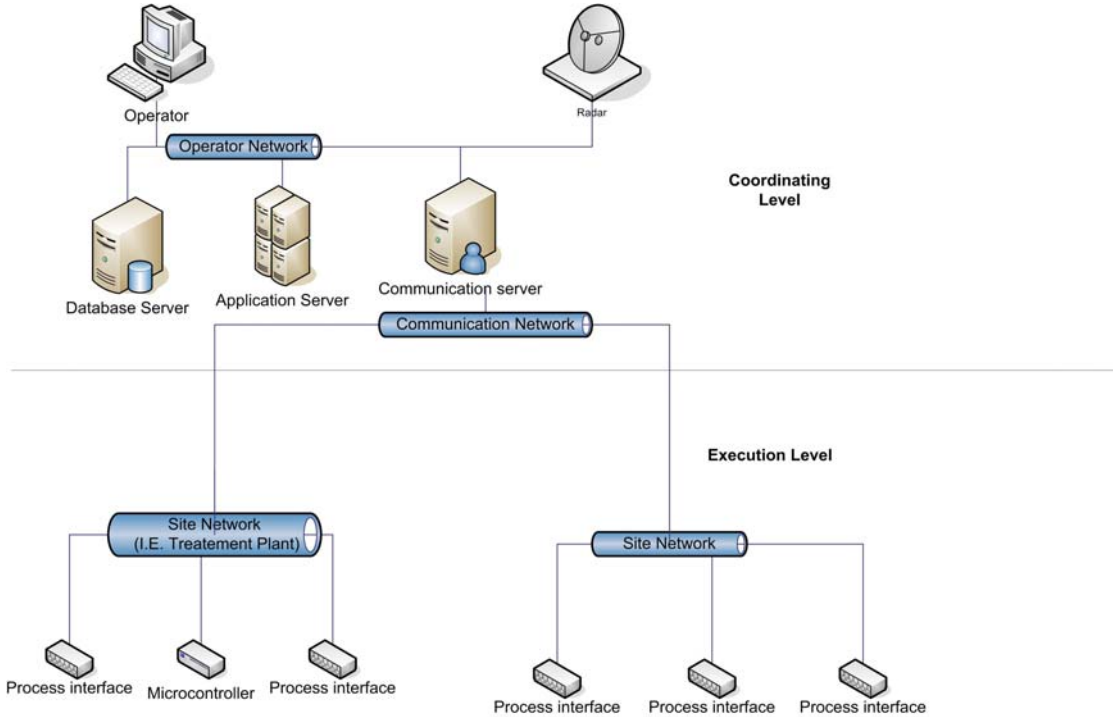 Operator
Radar
Operator Network
Coordinating
Level
Database Server
Application Server
Communication server
Communication Network
Execution Level
Site Network
(I.E. Treatement Plant)
Site Network
Process interface
Microcontroller
Process interface
Process interface
Process interface
Process interface